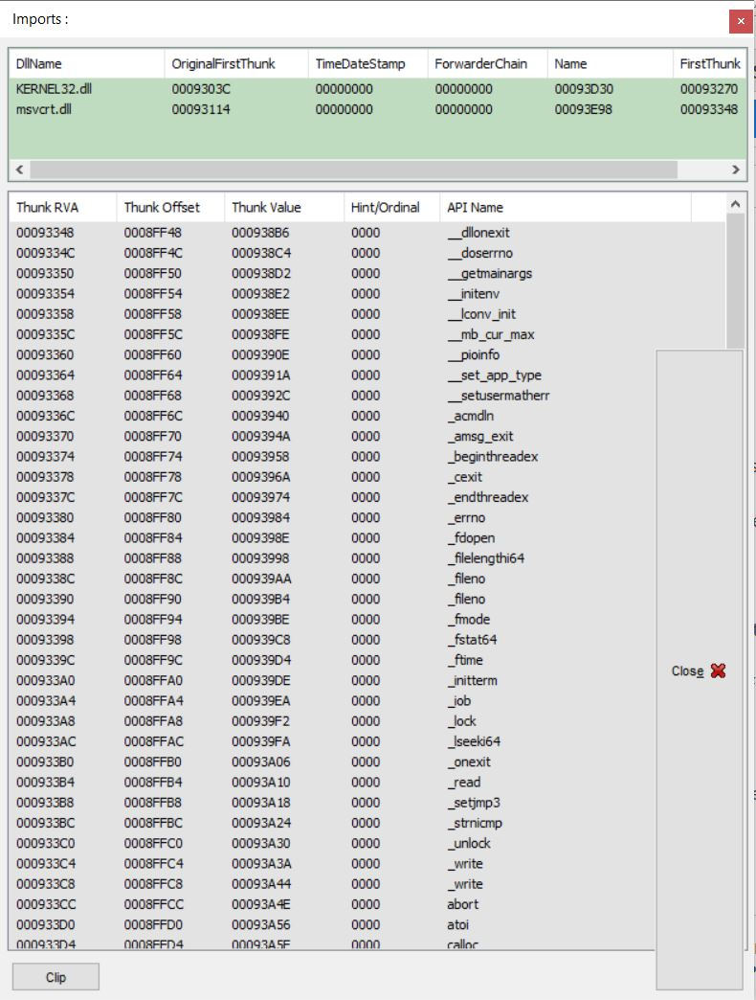 Imports :
DllName OriginalFirstThunk TimeDateStamp ForwarderChain Name FirstThunk
KERNEL32.dll 0009303C 00000000 00000000 00093D30 00093270
msvcrt.dll 00093114 00000000 00000000 00093E98 00093348
Thunk RVA Thunk Offset Thunk Value Hint/Ordinal API Name
00093348 0008FF48 000938B6 0000 __dllonexit
0009334C 0008FF4C 000938C4 0000 __doserrno
00093350 0008FF50 000938D2 0000 __getmainargs
00093354 0008FF54 000938E2 0000 __initenv
00093358 0008FF58 000938EE 0000 __lconv_init
0009335C 0008FF5C 000938FE 0000 __mb_cur_max
00093360 0008FF60 0009390E 0000 __pioinfo
00093364 0008FF64 0009391A 0000 __set_app_type
00093368 0008FF68 0009392C 0000 __setusermatherr
0009336C 0008FF6C 00093940 0000 _acmdln
00093370 0008FF70 0009394A 0000 _amsg_exit
00093374 0008FF74 00093958 0000 _beginthreadex
00093378 0008FF78 0009396A 0000 _cexit
0009337C 0008FF7C 00093974 0000 _endthreadex
00093380 0008FF80 00093984 0000 _errno
00093384 0008FF84 0009398E 0000 _fdopen
00093388 0008FF88 00093998 0000 _filelengthi64
0009338C 0008FF8C 000939AA 0000 _fileno
00093390 0008FF90 000939B4 0000 _fileno
00093394 0008FF94 000939BE 0000 _fmode
00093398 0008FF98 000939C8 0000 _fstat64
0009339C 0008FF9C 000939D4 0000 _ftime
000933A0 0008FFA0 000939DE 0000 _initterm
000933A4 0008FFA4 000939EA 0000 _job
000933A8 0008FFA8 000939F2 0000 _lock
000933AC 0008FFAC 000939FA 0000 _lseeki64
000933B0 0008FFB0 00093A06 0000 _onexit
000933B4 0008FFB4 00093A10 0000 _read
000933B8 0008FFB8 00093A18 0000 _setjmp3
000933BC 0008FFBC 00093A24 0000 _strnicmp
000933C0 0008FFC0 00093A30 0000 _unlock
000933C4 0008FFC4 00093A3A 0000 _write
000933C8 0008FFC8 00093A44 0000 _write
000933CC 0008FFCC 00093A4E 0000 abort
000933D0 0008FFD0 00093A56 0000 atoi
000933D4 0008FFD4 00093A5E 0000 calloc
Close
Clip